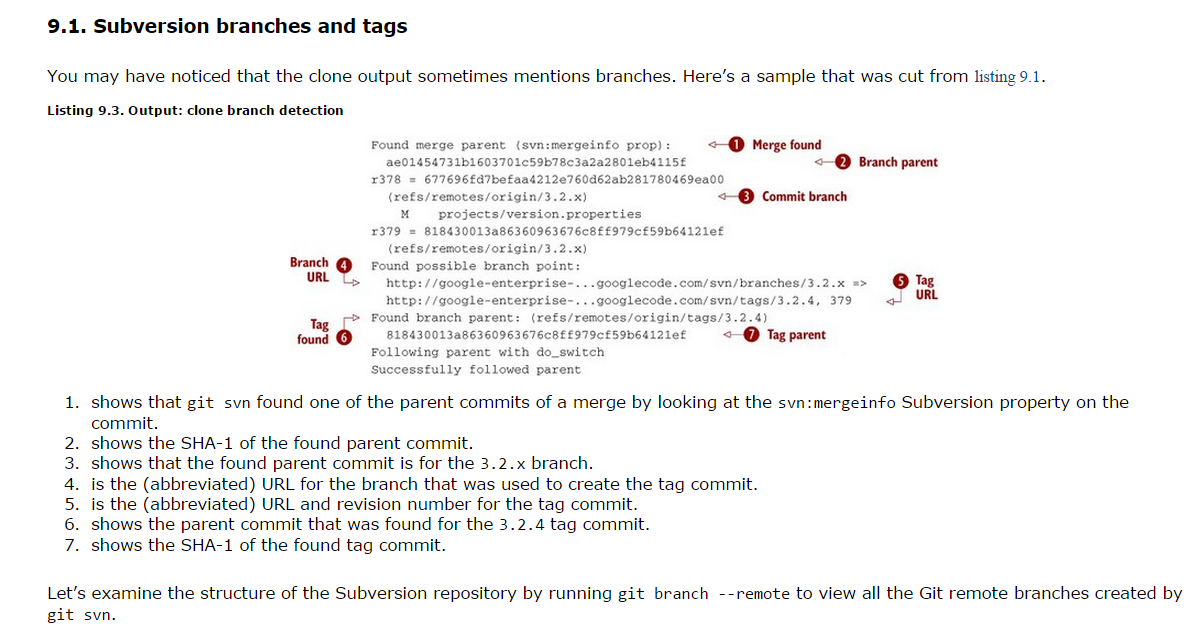 9.1. Subversion branches and tags
You may have noticed that the clone output sometimes mentions branches. Here's a sample that was cut from listing 9.1.
Listing 9.3. Output: clone branch detection
Found merge parent (svn:mergeinfo prop): 1 Merge found
ae01454731b1603701c59b78c3a2a2801eb4115f 2 Branch parent
r378 = 677696fd7befaa4212e760d62ab281780469ea00
(refs/remotes/origin/3.2.x) 3 Commit branch
M projects/version.properties
r379 = 818430013a86360963676c8ff979cf59b64121ef
(refs/remotes/origin/3.2.x)
Branch URL 4 Found possible branch point:
http://google-enterprise-...googlecode.com/svn/branches/3.2.x => 5 Tag URL
http://google-enterprise-...googlecode.com/svn/tags/3.2.4, 379
Tag found 6 Found branch parent: (refs/remotes/origin/tags/3.2.4)
818430013a86360963676c8ff979cf59b64121ef 7 Tag parent
Following parent with do_switch
Successfully followed parent
1. shows that git svn found one of the parent commits of a merge by looking at the svn:mergeinfo Subversion property on the
commit.
2. shows the SHA-1 of the found parent commit.
3. shows that the found parent commit is for the 3.2.x branch.
4. is the (abbreviated) URL for the branch that was used to create the tag commit.
5. is the (abbreviated) URL and revision number for the tag commit.
6. shows the parent commit that was found for the 3.2.4 tag commit.
7. shows the SHA-1 of the found tag commit.
Let's examine the structure of the Subversion repository by running git branch --remote to view all the Git remote branches created by
git svn.